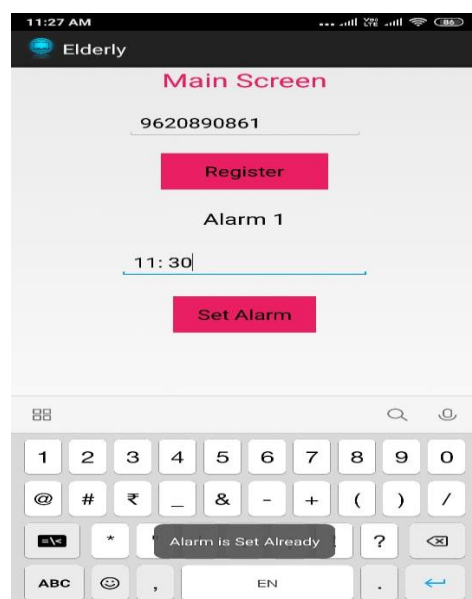 11:27 AM ... Vo) LTE 86
Elderly
Main Screen
9620890861
Register
Alarm 1
11:30
Set Alarm
1 2 3 4 5 6 7 8 9 0
@ # ₹ _ & - + ( ) /
=\< * " ! ? 
Alarm is Set Already
ABC , EN .